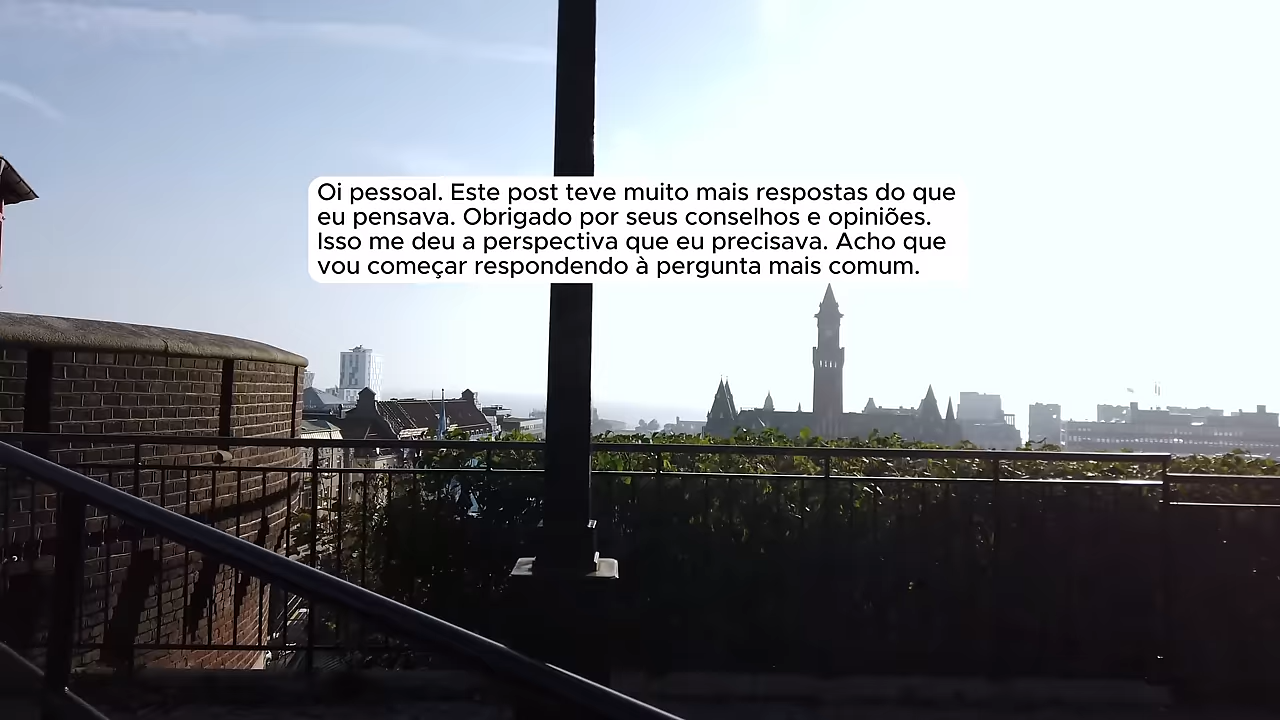 Oi pessoal. Este post teve muito mais respostas do que
eu pensava. Obrigado por seus conselhos e opiniões.
Isso me deu a perspectiva que eu precisava. Acho que
vou começar respondendo à pergunta mais comum.